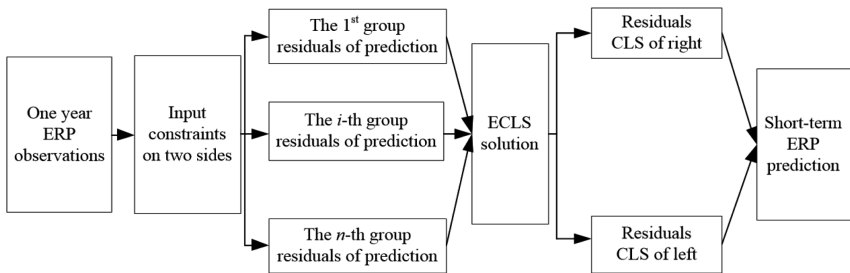 One year
ERP
observations
Input
constraints
on two sides
The 1st group
residuals of prediction
The i-th group
residuals of prediction
The n-th group
residuals of prediction
ECLS
solution
Residuals
CLS of right
Residuals
CLS of left
Short-term
ERP
prediction